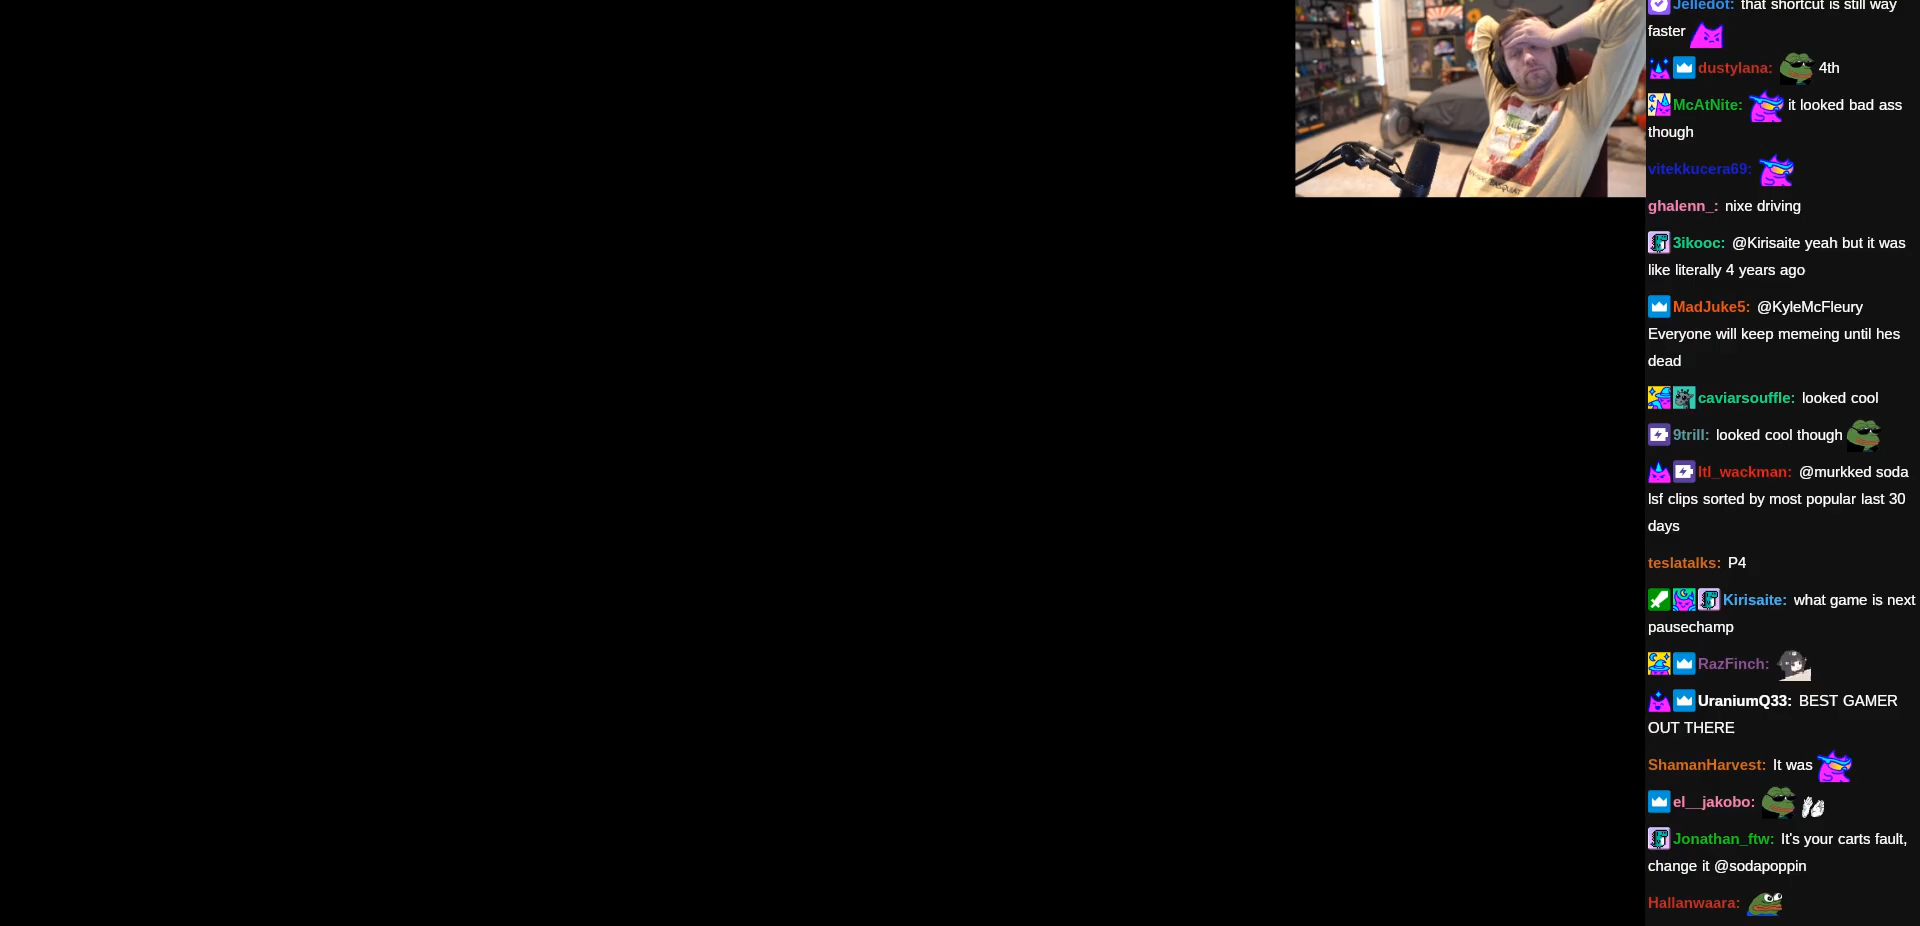 Jelledot: that shortcut is still way
faster
dustylana: 4th
McAtNite: it looked bad ass
though
vitekkucera69:
ghalenn_: nixe driving
3ikooc: @Kirisaite yeah but it was
like literally 4 years ago
MadJuke5: @KyleMcFleury
Everyone will keep memeing until hes
dead
caviarsouffle: looked cool
9trill: looked cool though
ltl_wackman: @murkked soda
lsf clips sorted by most popular last 30
days
teslatalks: P4
Kirisaite: what game is next
pausechamp
RazFinch:
UraniumQ33: BEST GAMER
OUT THERE
ShamanHarvest: It was
el__jakobo:
Jonathan_ftw: It's your carts fault,
change it @sodapoppin
Hallanwaara: